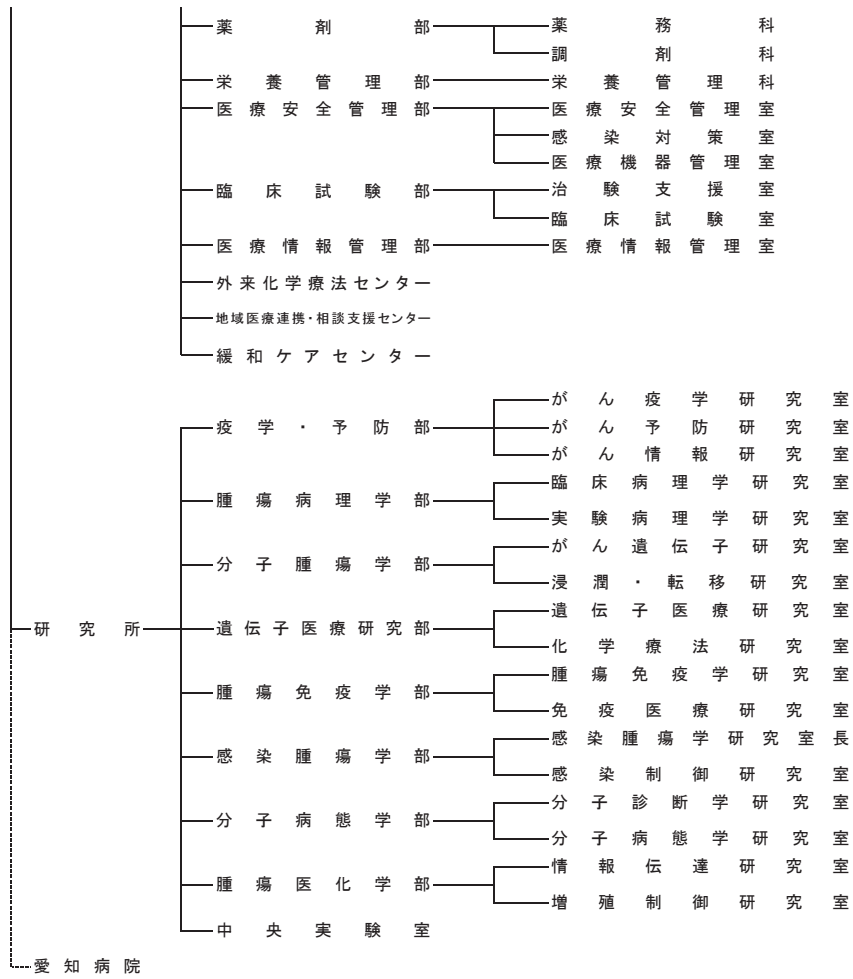 薬剤部 薬務科
調剤科
栄養管理部 栄養管理科
医療安全管理部 医療安全管理室
感染対策室
医療機器管理室
臨床試験部 治験支援室
臨床試験室
医療情報管理部 医療情報管理室
外来化学療法センター
地域医療連携・相談支援センター
緩和ケアセンター
研究所
疫学・予防部 がん疫学研究室
がん予防研究室
がん情報研究室
腫瘍病理学部 臨床病理学研究室
実験病理学研究室
分子腫瘍学部 がん遺伝子研究室
浸潤・転移研究室
遺伝子医療研究部 遺伝子医療研究室
化学療法研究室
腫瘍免疫学部 腫瘍免疫学研究室
免疫医療研究室
感染腫瘍学部 感染腫瘍学研究室長
感染制御研究室
分子病態学部 分子診断学研究室
分子病態学研究室
腫瘍医化学部 情報伝達研究室
増殖制御研究室
中央実験室
愛知病院